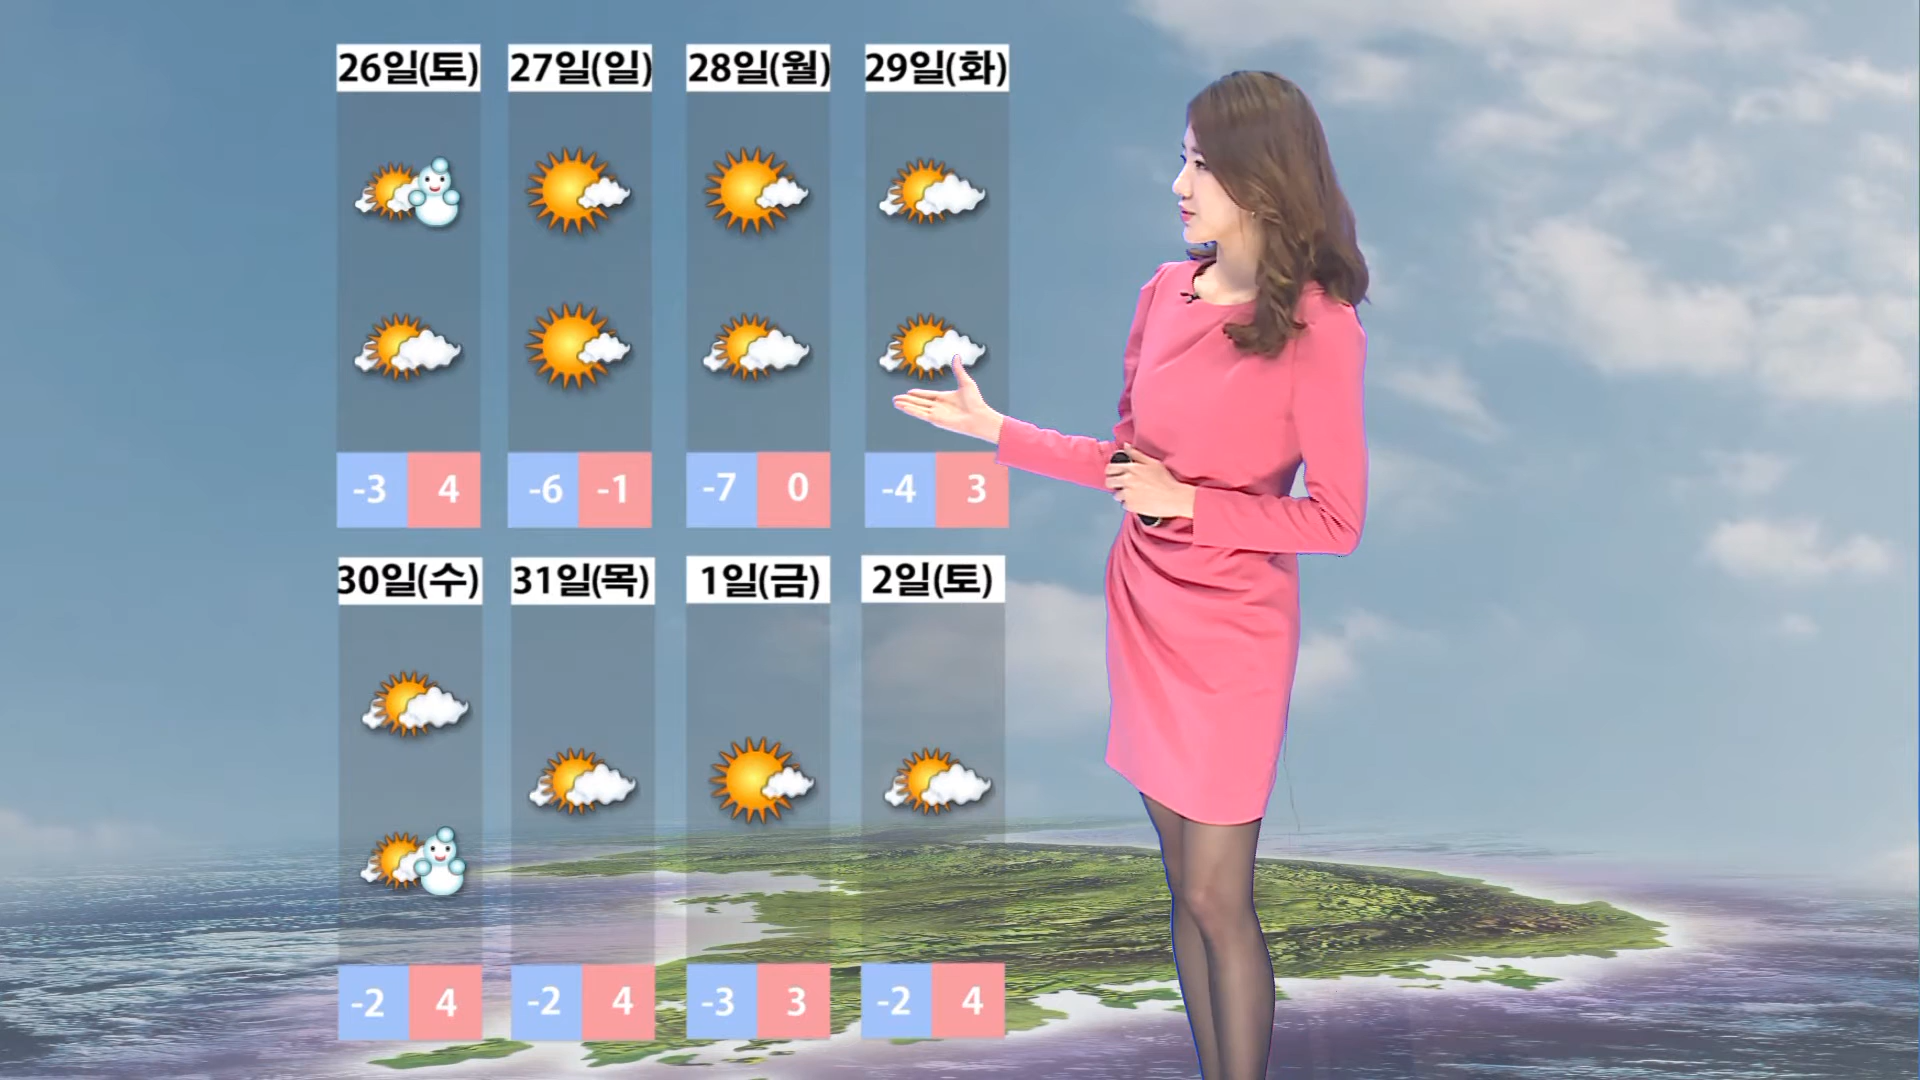 26일(토) 27일(일) 28일(월) 29일(화)
-3 4 -6 -1 -7 0 -4 3
30일(수) 31일(목) 1일(금) 2일(토)
-2 4 -2 4 -3 3 -2 4